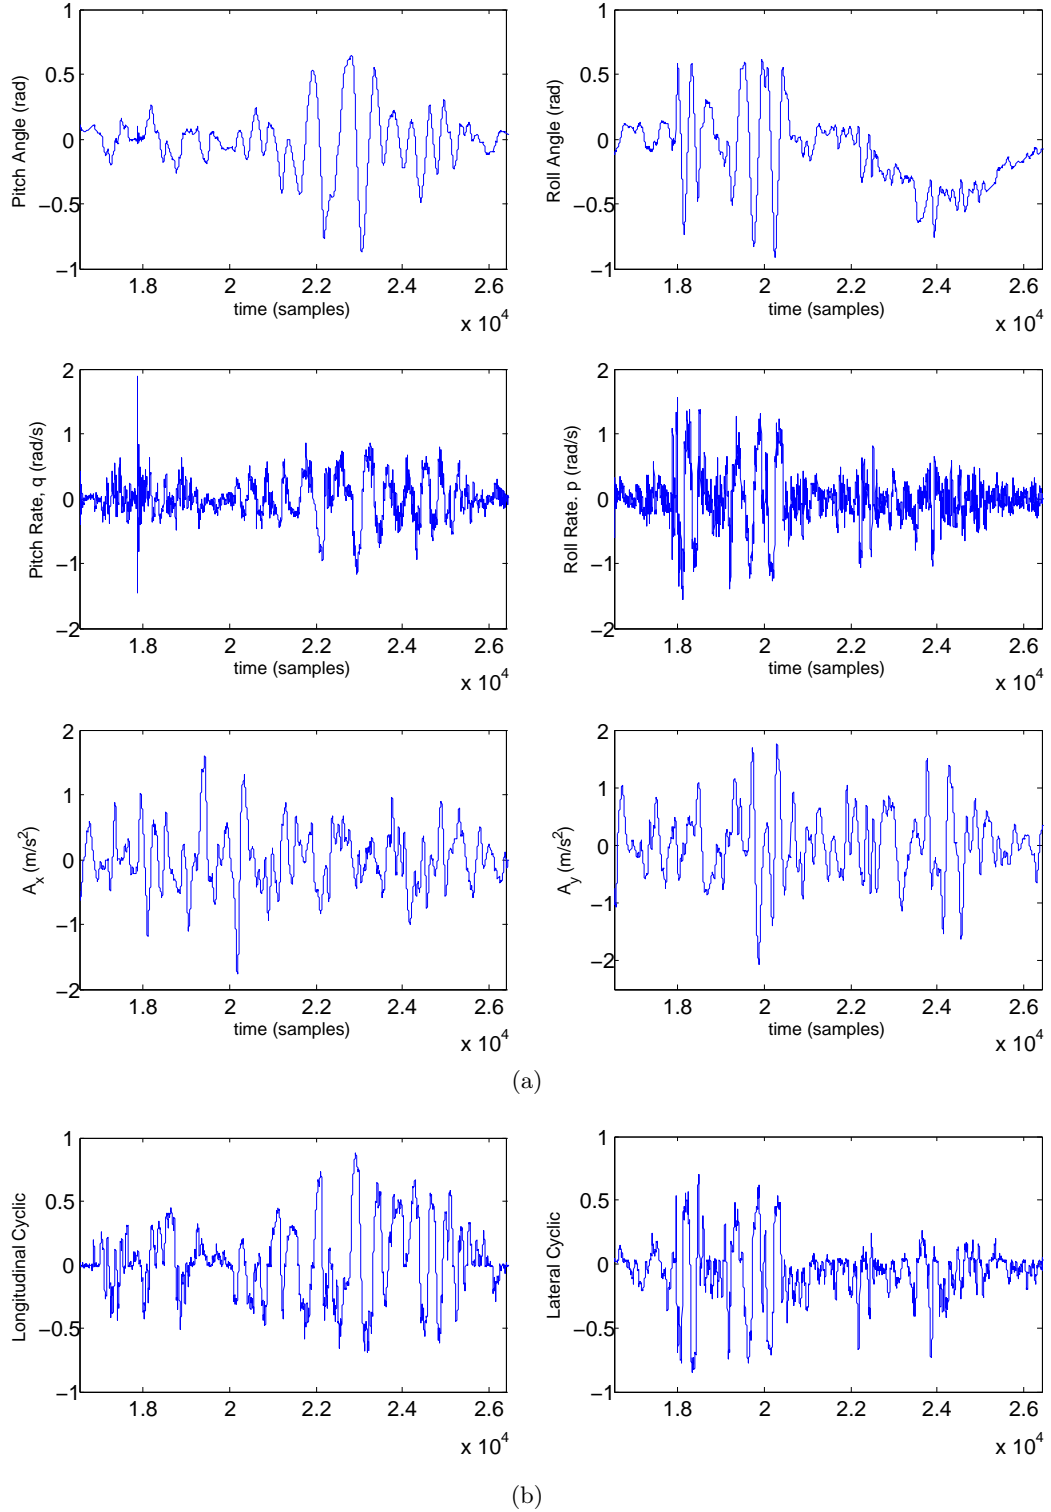 1
0.5
0
−0.5
−1
Pitch Angle (rad)
1.8 2 2.2 2.4 2.6
time (samples)
x 10^4
1
0.5
0
−0.5
−1
Roll Angle (rad)
1.8 2 2.2 2.4 2.6
time (samples)
x 10^4
2
1
0
−1
−2
Pitch Rate, q (rad/s)
1.8 2 2.2 2.4 2.6
time (samples)
x 10^4
2
1
0
−1
−2
Roll Rate. p (rad/s)
1.8 2 2.2 2.4 2.6
time (samples)
x 10^4
2
1
0
−1
−2
A_x (m/s^2)
1.8 2 2.2 2.4 2.6
time (samples)
x 10^4
2
1
0
−1
−2
A_y (m/s^2)
1.8 2 2.2 2.4 2.6
time (samples)
x 10^4
(a)
1
0.5
0
−0.5
−1
Longitudinal Cyclic
1.8 2 2.2 2.4 2.6
x 10^4
1
0.5
0
−0.5
−1
Lateral Cyclic
1.8 2 2.2 2.4 2.6
x 10^4
(b)